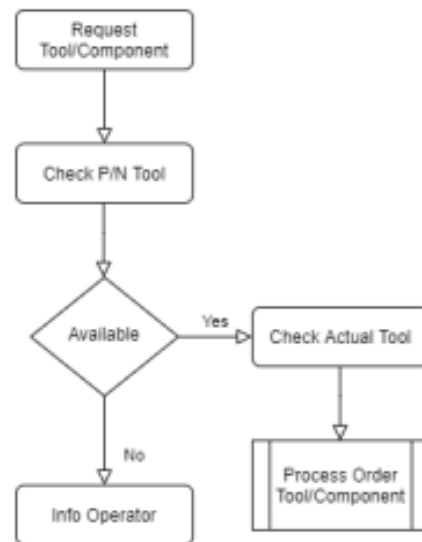 Request
Tool/Component
Check P/N Tool
Available
Yes
Check Actual Tool
No
Process Order
Tool/Component
Info Operator